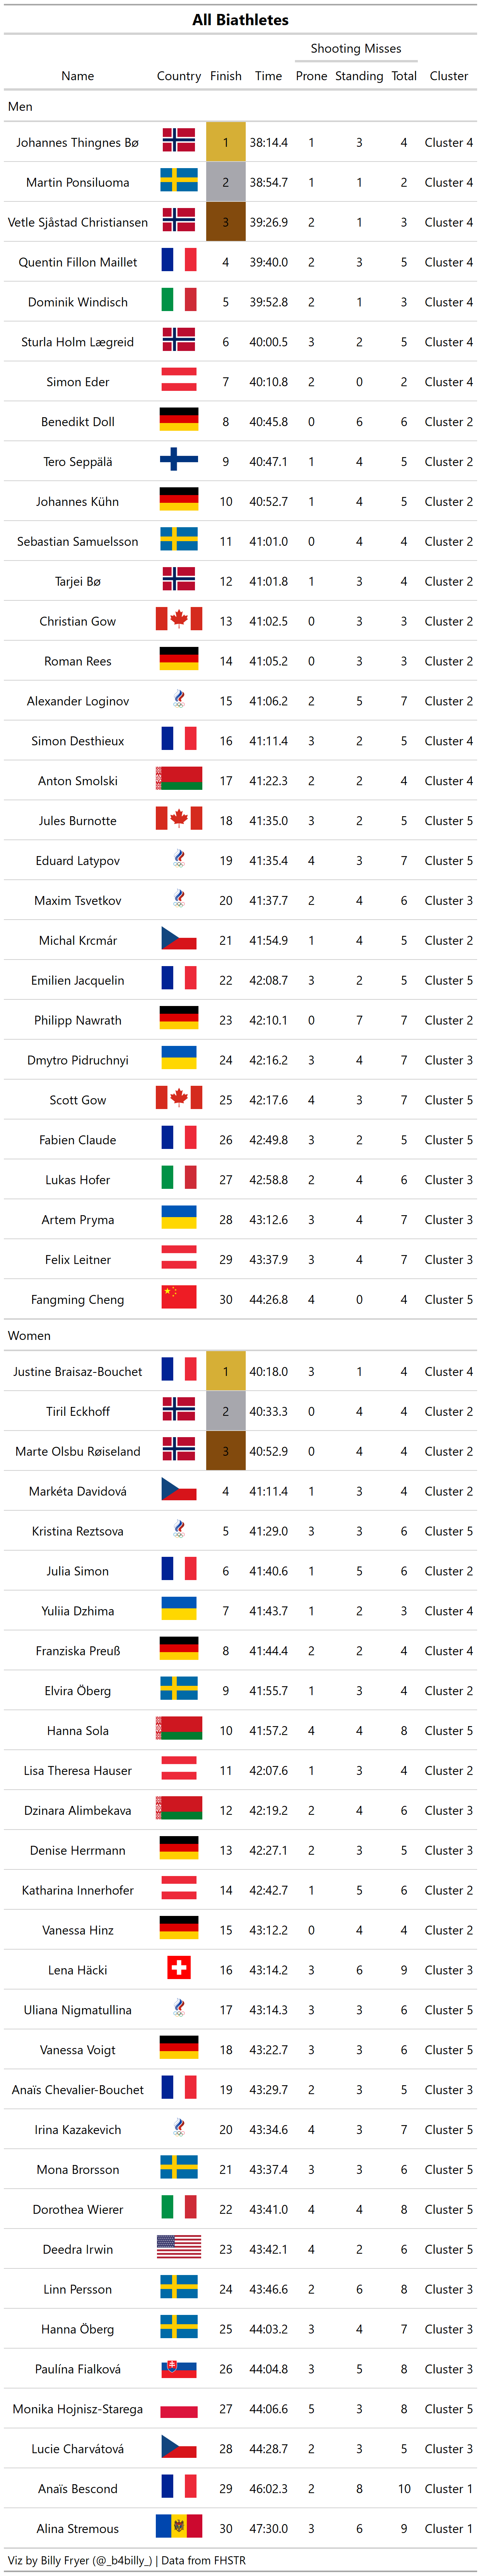 All Biathletes
Shooting Misses
Name Country Finish Time Prone Standing Total Cluster
Men
Johannes Thingnes Bø 1 38:14.4 1 3 4 Cluster 4
Martin Ponsiluoma 2 38:54.7 1 1 2 Cluster 4
Vetle Sjåstad Christiansen 3 39:26.9 2 1 3 Cluster 4
Quentin Fillon Maillet 4 39:40.0 2 3 5 Cluster 4
Dominik Windisch 5 39:52.8 2 1 3 Cluster 4
Sturla Holm Lægreid 6 40:00.5 3 2 5 Cluster 4
Simon Eder 7 40:10.8 2 0 2 Cluster 4
Benedikt Doll 8 40:45.8 0 6 6 Cluster 2
Tero Seppälä 9 40:47.1 1 4 5 Cluster 2
Johannes Kühn 10 40:52.7 1 4 5 Cluster 2
Sebastian Samuelsson 11 41:01.0 0 4 4 Cluster 2
Tarjei Bø 12 41:01.8 1 3 4 Cluster 2
Christian Gow 13 41:02.5 0 3 3 Cluster 2
Roman Rees 14 41:05.2 0 3 3 Cluster 2
Alexander Loginov 15 41:06.2 2 5 7 Cluster 2
Simon Desthieux 16 41:11.4 3 2 5 Cluster 4
Anton Smolski 17 41:22.3 2 2 4 Cluster 4
Jules Burnotte 18 41:35.0 3 2 5 Cluster 5
Eduard Latypov 19 41:35.4 4 3 7 Cluster 5
Maxim Tsvetkov 20 41:37.7 2 4 6 Cluster 3
Michal Krcmár 21 41:54.9 1 4 5 Cluster 2
Emilien Jacquelin 22 42:08.7 3 2 5 Cluster 5
Philipp Nawrath 23 42:10.1 0 7 7 Cluster 2
Dmytro Pidruchnyi 24 42:16.2 3 4 7 Cluster 3
Scott Gow 25 42:17.6 4 3 7 Cluster 5
Fabien Claude 26 42:49.8 3 2 5 Cluster 5
Lukas Hofer 27 42:58.8 2 4 6 Cluster 3
Artem Pryma 28 43:12.6 3 4 7 Cluster 3
Felix Leitner 29 43:37.9 3 4 7 Cluster 3
Fangming Cheng 30 44:26.8 4 0 4 Cluster 5
Women
Justine Braisaz-Bouchet 1 40:18.0 3 1 4 Cluster 4
Tiril Eckhoff 2 40:33.3 0 4 4 Cluster 2
Marte Olsbu Røiseland 3 40:52.9 0 4 4 Cluster 2
Markéta Davidová 4 41:11.4 1 3 4 Cluster 2
Kristina Reztsova 5 41:29.0 3 3 6 Cluster 5
Julia Simon 6 41:40.6 1 5 6 Cluster 2
Yuliia Dzhima 7 41:43.7 1 2 3 Cluster 4
Franziska Preuß 8 41:44.4 2 2 4 Cluster 4
Elvira Öberg 9 41:55.7 1 3 4 Cluster 2
Hanna Sola 10 41:57.2 4 4 8 Cluster 5
Lisa Theresa Hauser 11 42:07.6 1 3 4 Cluster 2
Dzinara Alimbekava 12 42:19.2 2 4 6 Cluster 3
Denise Herrmann 13 42:27.1 2 3 5 Cluster 3
Katharina Innerhofer 14 42:42.7 1 5 6 Cluster 2
Vanessa Hinz 15 43:12.2 0 4 4 Cluster 2
Lena Häcki 16 43:14.2 3 6 9 Cluster 3
Uliana Nigmatullina 17 43:14.3 3 3 6 Cluster 5
Vanessa Voigt 18 43:22.7 3 3 6 Cluster 5
Anaïs Chevalier-Bouchet 19 43:29.7 2 3 5 Cluster 3
Irina Kazakevich 20 43:34.6 4 3 7 Cluster 5
Mona Brorsson 21 43:37.4 3 3 6 Cluster 5
Dorothea Wierer 22 43:41.0 4 4 8 Cluster 5
Deedra Irwin 23 43:42.1 4 2 6 Cluster 5
Linn Persson 24 43:46.6 2 6 8 Cluster 3
Hanna Öberg 25 44:03.2 3 4 7 Cluster 3
Paulína Fialková 26 44:04.8 3 5 8 Cluster 3
Monika Hojnisz-Starega 27 44:06.6 5 3 8 Cluster 5
Lucie Charvátová 28 44:28.7 2 3 5 Cluster 3
Anaïs Bescond 29 46:02.3 2 8 10 Cluster 1
Alina Stremous 30 47:30.0 3 6 9 Cluster 1
Viz by Billy Fryer (@_b4billy_) | Data from FHSTR